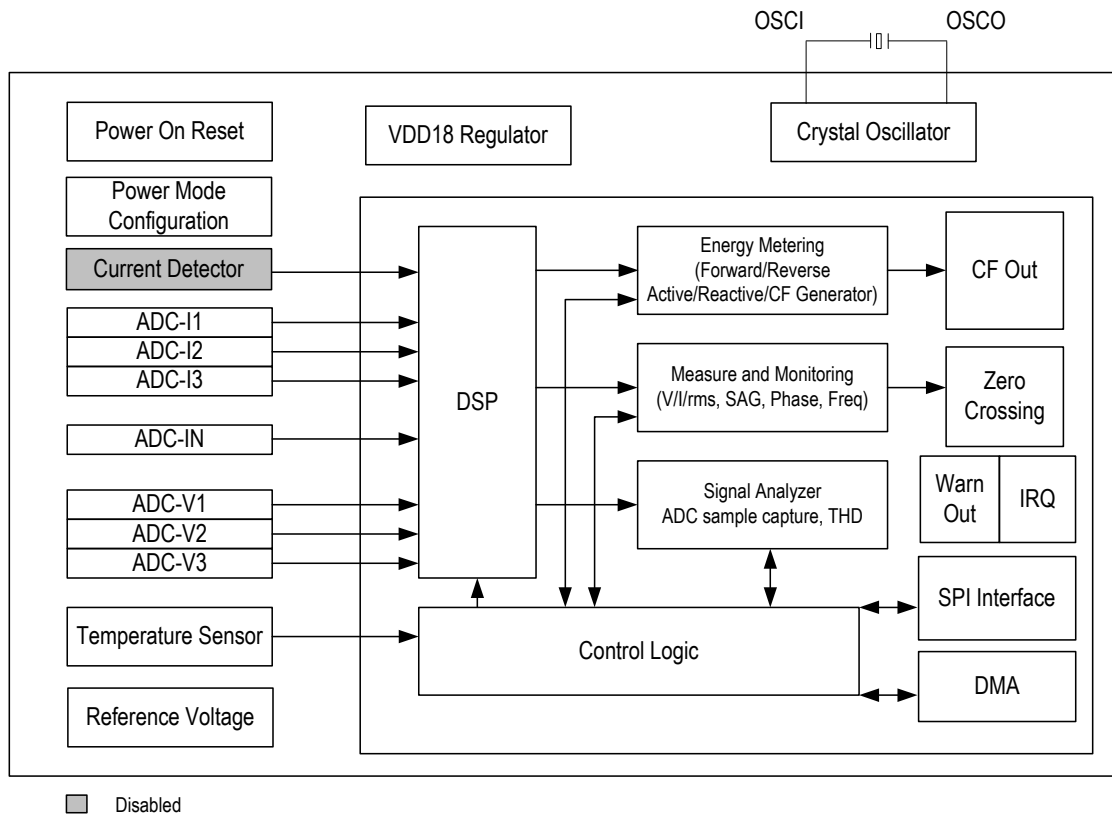 OSCI
OSCO
Power On Reset
VDD18 Regulator
Crystal Oscillator
Power Mode
Configuration
Current Detector
ADC-I1
ADC-I2
ADC-I3
ADC-IN
ADC-V1
ADC-V2
ADC-V3
Temperature Sensor
Reference Voltage
DSP
Energy Metering
(Forward/Reverse
Active/Reactive/CF Generator)
CF Out
Measure and Monitoring
(V/I/rms, SAG, Phase, Freq)
Zero
Crossing
Signal Analyzer
ADC sample capture, THD
Warn
Out
IRQ
Control Logic
SPI Interface
DMA
Disabled